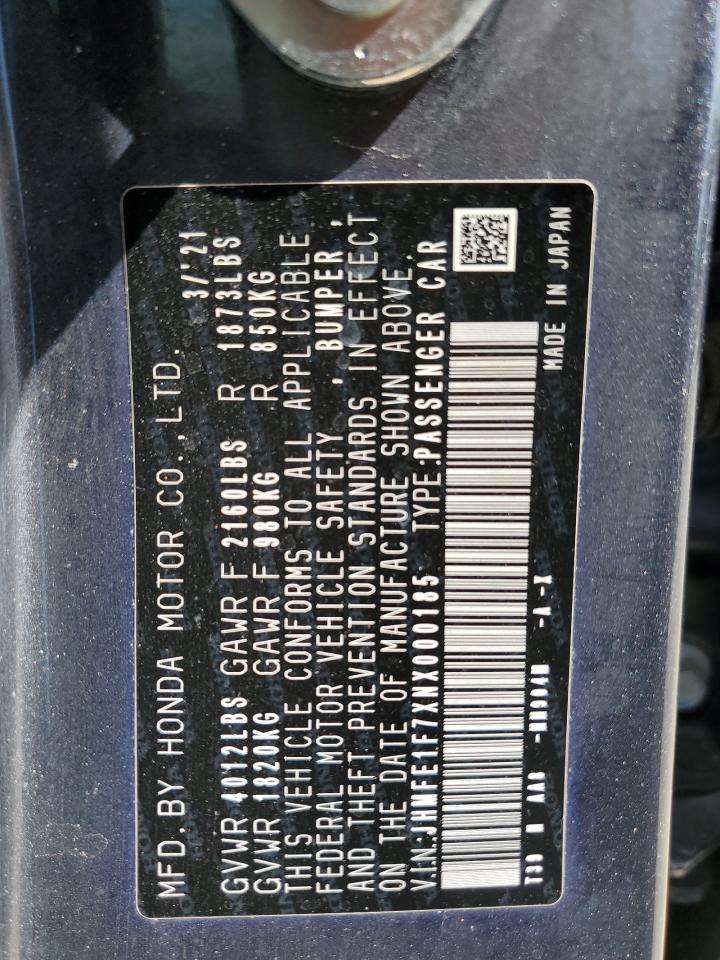 MFD. BY HONDA MOTOR CO., LTD. 3/'21
GVWR 4012LBS GAWR F 2160LBS R 1873LBS
GVWR 1820KG GAWR F 980KG R 850KG
THIS VEHICLE CONFORMS TO ALL APPLICABLE
FEDERAL MOTOR VEHICLE SAFETY , BUMPER ,
AND THEFT PREVENTION STANDARDS IN EFFECT
ON THE DATE OF MANUFACTURE SHOWN ABOVE.
V.I.N.:JHMFE1F7XNX000185 TYPE:PASSENGER CAR
T39 M AA8 -A -X
MADE IN JAPAN